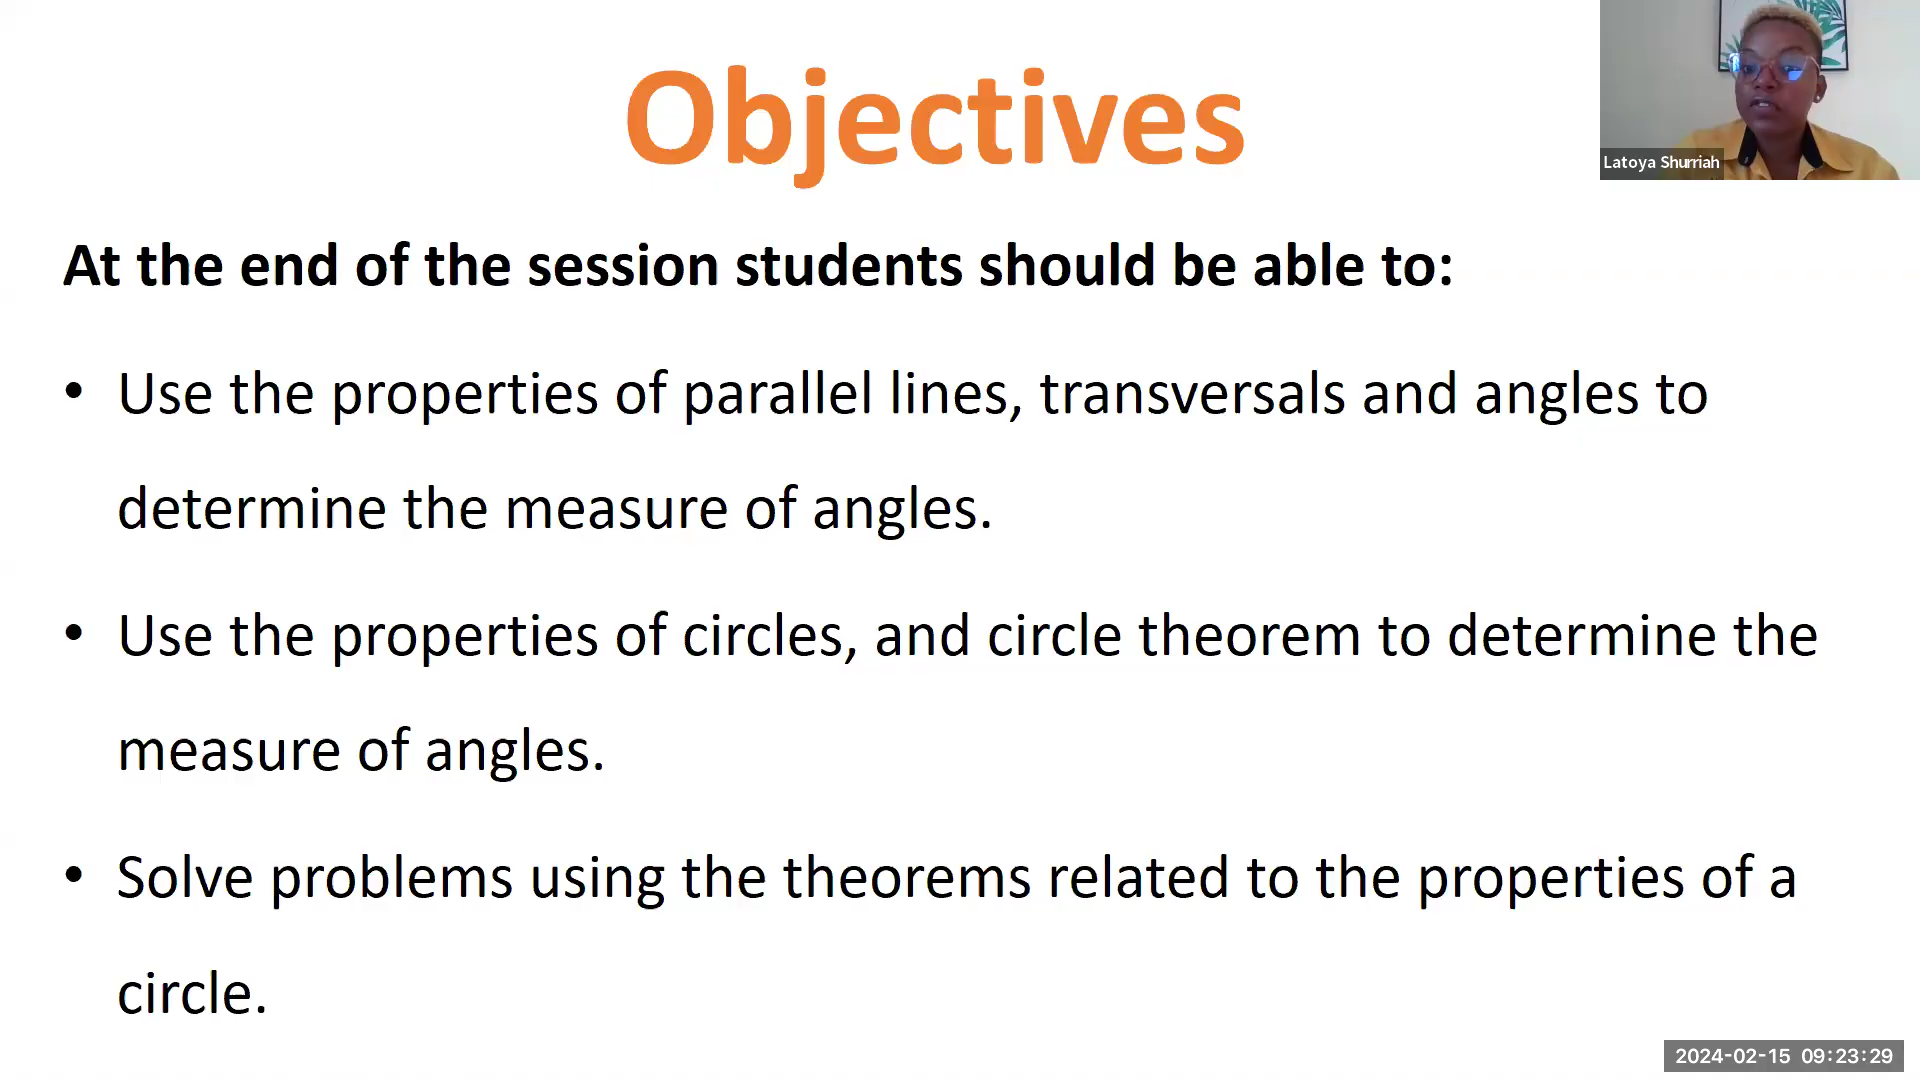 Objectives
Latoya Shurriah
At the end of the session students should be able to:
• Use the properties of parallel lines, transversals and angles to
determine the measure of angles.
• Use the properties of circles, and circle theorem to determine the
measure of angles.
• Solve problems using the theorems related to the properties of a
circle.
2024-02-15 09:23:29